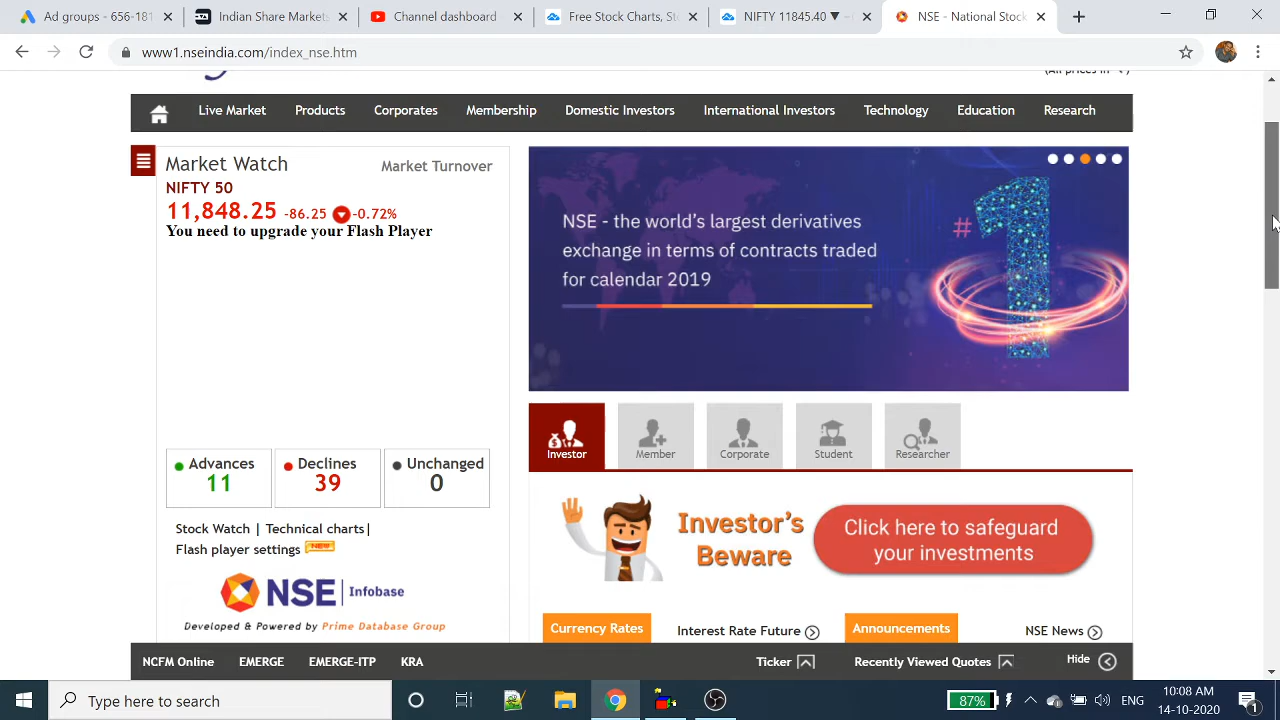 Ad groups - 656-181
Adani share Markets
Channel dashboard
Free Stock Charts, St
NIFTY 11845.40 ▼ —
NSE - National Stock
www1.nseindia.com/index_nse.htm
Live Market
Products
Corporates
Membership
Domestic Investors
International Investors
Technology
Education
Research
Market Watch
Market Turnover
NIFTY 50
11,848.25 -86.25 -0.72%
You need to upgrade your Flash Player
NSE - the world's largest derivatives
exchange in terms of contracts traded
for calendar 2019
#1
Investor
Member
Corporate
Student
Researcher
Advances
11
Declines
39
Unchanged
0
Stock Watch | Technical charts|
Flash player settings NEW
NSE | Infobase
Developed & Powered by Prime Database Group
Investor's
Beware
Click here to safeguard
your investments
Currency Rates
Interest Rate Future
Announcements
NSE News
NCFM Online
EMERGE
EMERGE-ITP
KRA
Ticker
Recently Viewed Quotes
Hide
Type here to search
87%
ENG
10:08 AM
14-10-2020
1